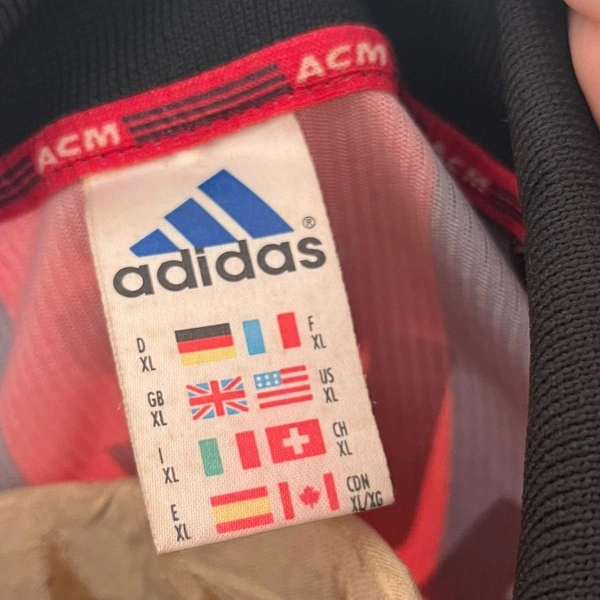 ACM ACM ACM
adidas®
D XL F XL
GB XL US XL
I XL CH XL
E XL CDN XL/XG